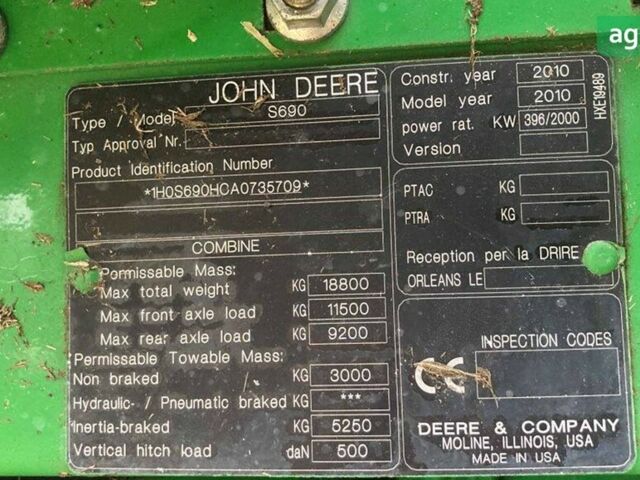 JOHN DEERE
Type / Model S690
Typ Approval Nr.
Product Identification Number
*1H0S690HCA0735709*
COMBINE
Permissable Mass:
Max total weight KG 18800
Max front axle load KG 11500
Max rear axle load KG 9200
Permissable Towable Mass:
Non braked KG 3000
Hydraulic- / Pneumatic braked KG ***
Inertia-braked KG 5250
Vertical hitch load daN 500
Constr. year 2010
Model year 2010
power rat. KW 396/2000
Version
HXE19489
PTAC KG
PTRA KG
Reception per la DRIRE
ORLEANS LE
INSPECTION CODES
CE
DEERE & COMPANY
MOLINE, ILLINOIS, USA
MADE IN USA
ag